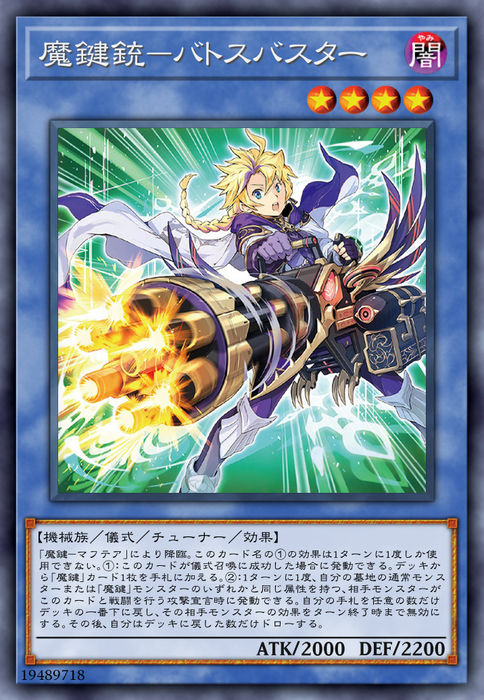 魔鍵銃－バトスバスター
闇
やみ
【機械族／儀式／チューナー／効果】
「魔鍵－マフテア」により降臨。このカード名の①の効果は1ターンに1度しか
使用できない。①：このカードが儀式召喚に成功した場合に発動できる。デッキか
ら「魔鍵」カード1枚を手札に加える。②：1ターンに1度、自分の墓地の通常モンス
ターまたは「魔鍵」モンスターのいずれかと同じ属性を持つ、相手モンスターが
このカードと戦闘を行う攻撃宣言時に発動できる。自分の手札を任意の数だけ
デッキの一番下に戻し、その相手モンスターの効果をターン終了時まで無効に
する。その後、自分はデッキに戻した数だけドローする。
ATK/2000 DEF/2200
19489718